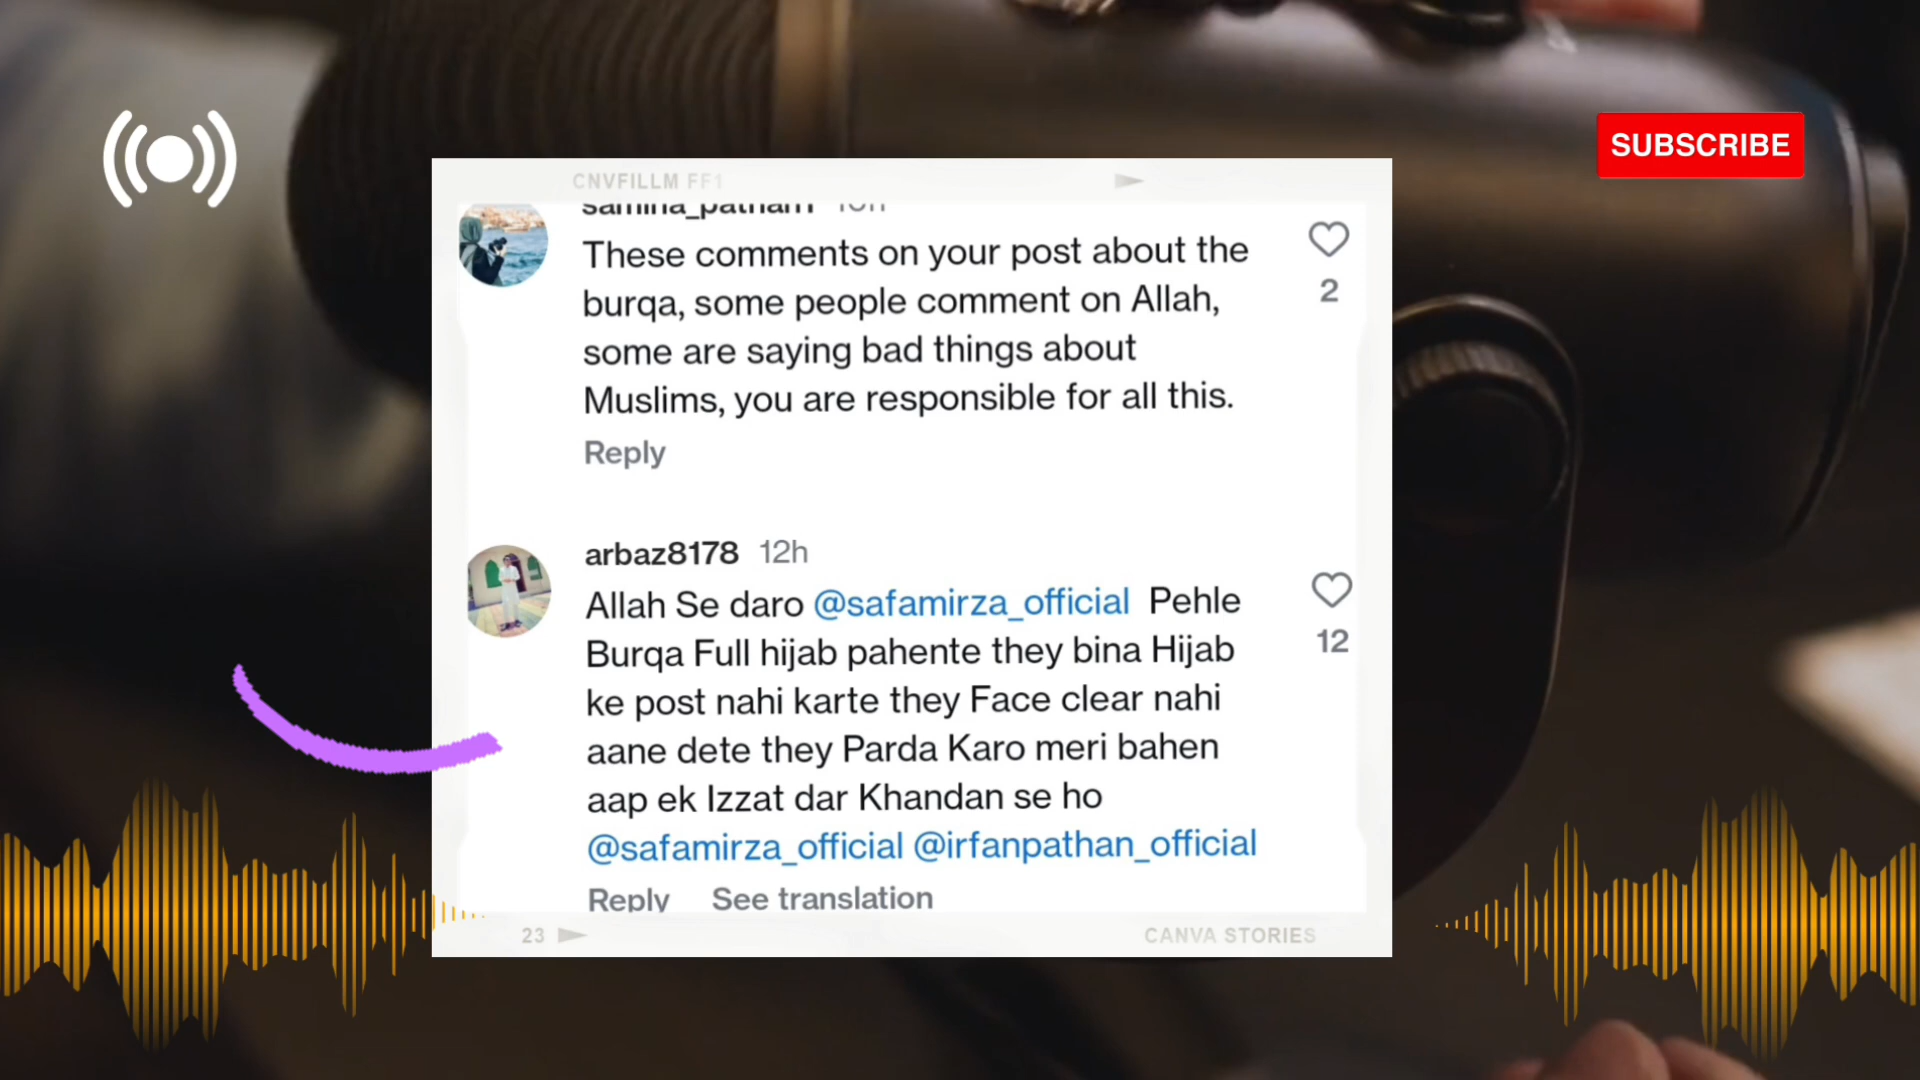 SUBSCRIBE
CNVFILLM FF1
samina_pathan1
These comments on your post about the
burqa, some people comment on Allah,
some are saying bad things about
Muslims, you are responsible for all this.
2
Reply
arbaz8178 12h
Allah Se daro @safamirza_official Pehle
Burqa Full hijab pahente they bina Hijab
ke post nahi karte they Face clear nahi
aane dete they Parda Karo meri bahen
aap ek Izzat dar Khandan se ho
@safamirza_official @irfanpathan_official
12
Reply See translation
23
CANVA STORIES